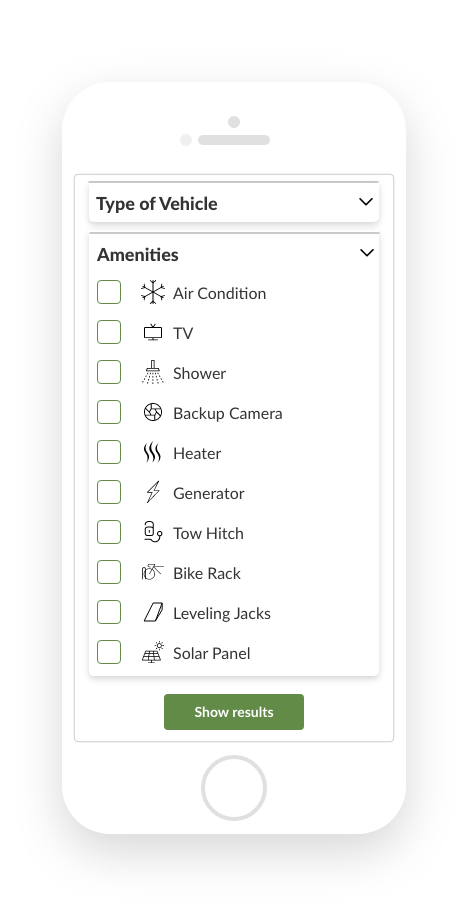 Type of Vehicle
Amenities
Air Condition
TV
Shower
Backup Camera
Heater
Generator
Tow Hitch
Bike Rack
Leveling Jacks
Solar Panel
Show results